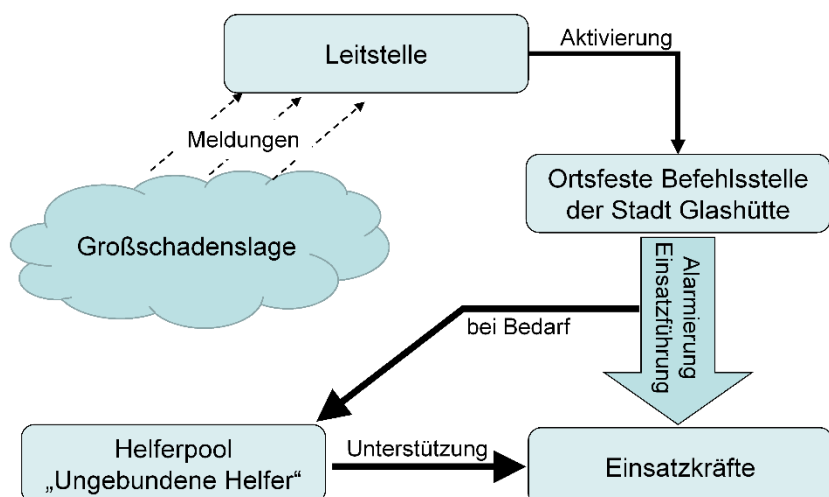 Leitstelle
Aktivierung
Meldungen
Ortsfeste Befehlsstelle
der Stadt Glashütte
Großschadenslage
Alarmierung
Einsatzführung
bei Bedarf
Helferpool
„Ungebundene Helfer“
Unterstützung
Einsatzkräfte